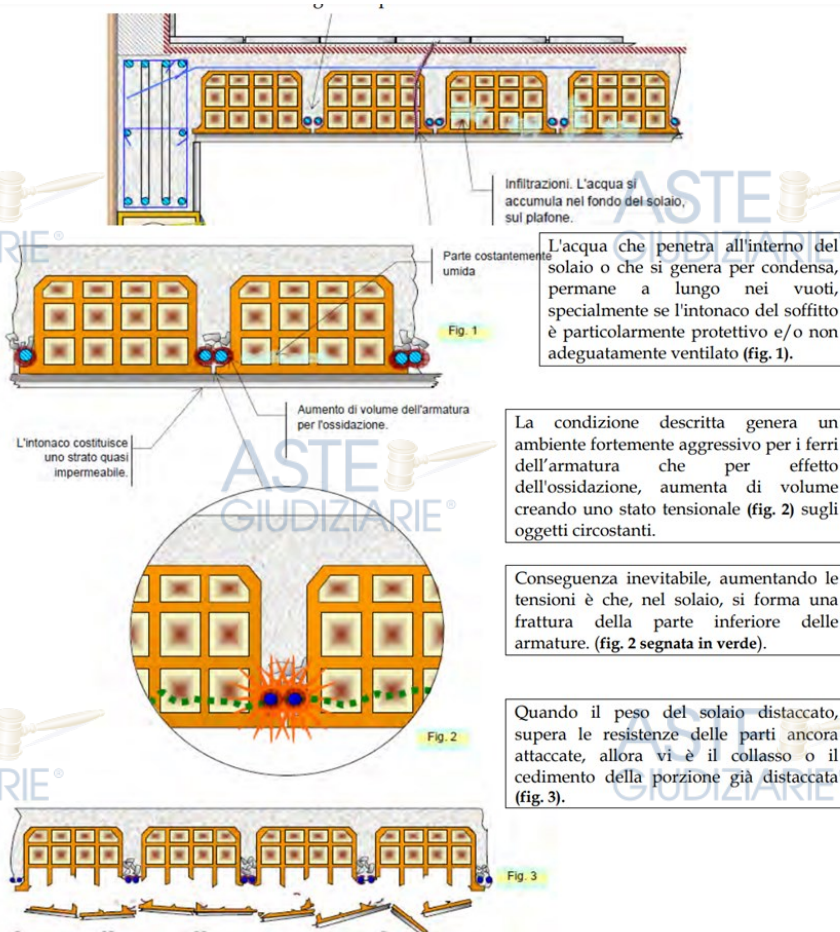 Infiltrazioni. L'acqua si
accumula nel fondo del solaio,
sul plafone.
Parte costantemente
umida
L'acqua che penetra all'interno del
solaio o che si genera per condensa,
permane a lungo nei vuoti,
specialmente se l'intonaco del soffitto
è particolarmente protettivo e/o non
adeguatamente ventilato (fig. 1).
Fig. 1
Aumento di volume dell'armatura
per l'ossidazione.
L'intonaco costituisce
uno strato quasi
impermeabile.
La condizione descritta genera un
ambiente fortemente aggressivo per i ferri
dell'armatura che per effetto
dell'ossidazione, aumenta di volume
creando uno stato tensionale (fig. 2) sugli
oggetti circostanti.
Conseguenza inevitabile, aumentando le
tensioni è che, nel solaio, si forma una
frattura della parte inferiore delle
armature. (fig. 2 segnata in verde).
Fig. 2
Quando il peso del solaio distaccato,
supera le resistenze delle parti ancora
attaccate, allora vi è il collasso o il
cedimento della porzione già distaccata
(fig. 3).
Fig. 3
ASTE
GIUDIZIARIE®
ASTE
GIUDIZIARIE®
ASTE
GIUDIZIARIE
RIE®
RIE®